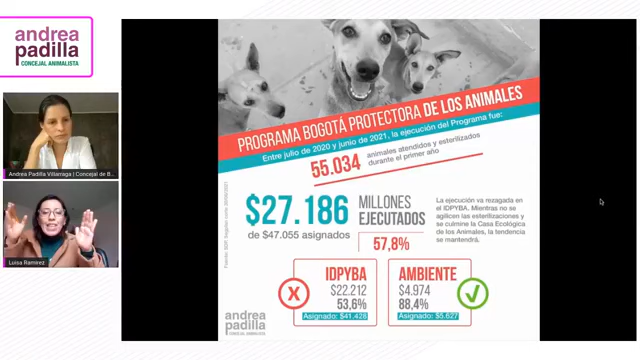 andrea
padilla
CONCEJAL ANIMALISTA
Andrea Padilla Villarraga | Concejal de B...
Luisa Ramirez
PROGRAMA BOGOTÁ PROTECTORA DE LOS ANIMALES
Entre julio de 2020 y junio de 2021, la ejecución del Programa fue:
55.034 animales atendidos y esterilizados
durante el primer año
$27.186 MILLONES
EJECUTADOS
de $47.055 asignados
57,8%
La ejecución va rezagada en
el IDPYBA. Mientras no se
agilicen las esterilizaciones y
se culmine la Casa Ecológica
de los Animales, la tendencia
se mantendrá.
IDPYBA
$22.212
53,6%
Asignado: $41.428
X
AMBIENTE
$4.974
88,4%
Asignado: $5.627
andrea
padilla
CONCEJAL ANIMALISTA